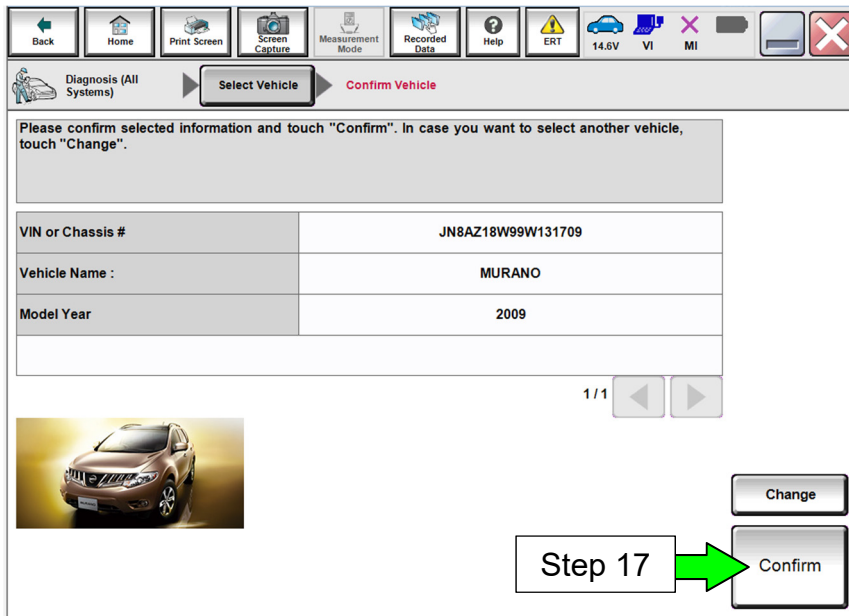 Back
Home
Print Screen
Screen
Capture
Measurement
Mode
Recorded
Data
Help
ERT
14.6V
VI
MI
Diagnosis (All
Systems)
Select Vehicle
Confirm Vehicle
Please confirm selected information and touch "Confirm". In case you want to select another vehicle,
touch "Change".
VIN or Chassis # JN8AZ18W99W131709
Vehicle Name : MURANO
Model Year 2009
1 / 1
Change
Step 17
Confirm